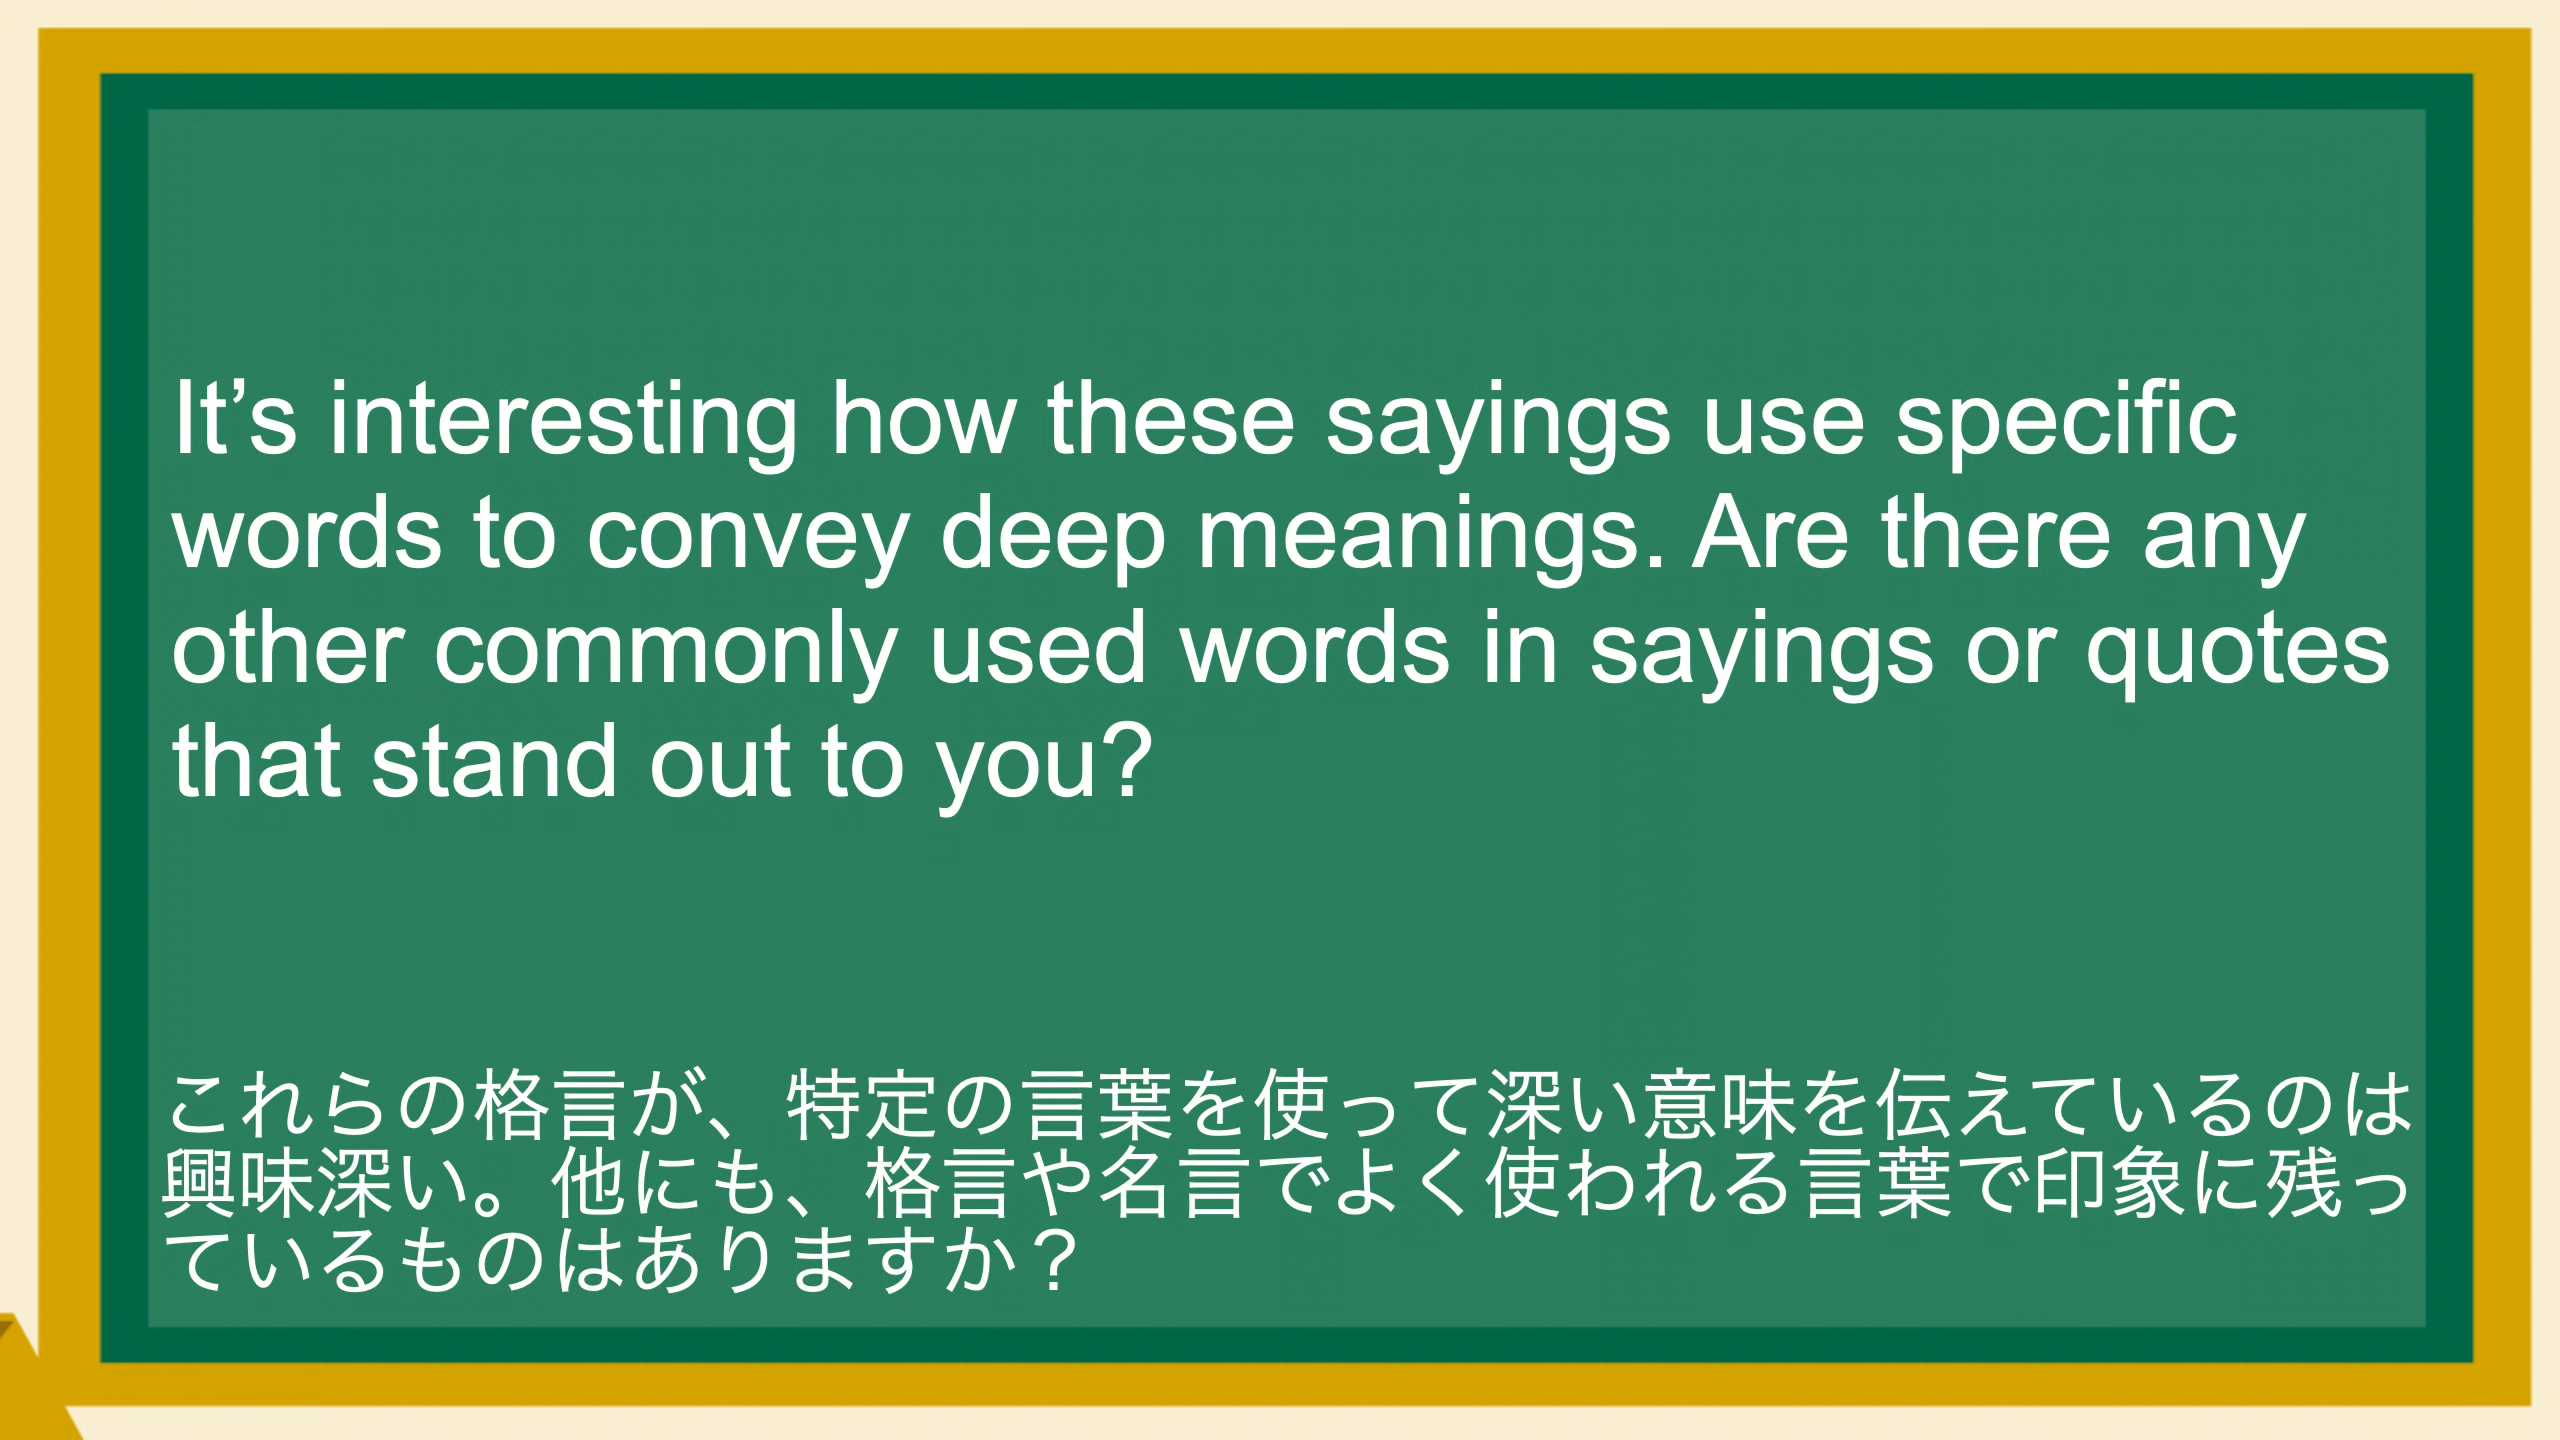 It’s interesting how these sayings use specific
words to convey deep meanings. Are there any
other commonly used words in sayings or quotes
that stand out to you?
これらの格言が、特定の言葉を使って深い意味を伝えているのは
興味深い。他にも、格言や名言でよく使われる言葉で印象に残っ
ているものはありますか？